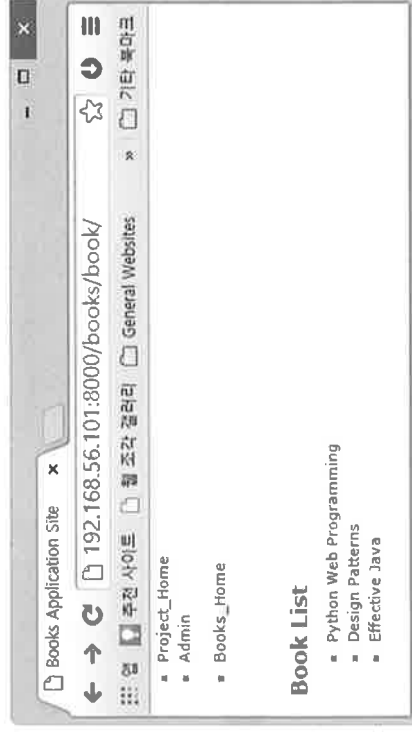 Books Application Site ×
192.168.56.101:8000/books/book/
앱 추천 사이트 웹 조각 갤러리 General Websites » 기타 북마크
Project_Home
Admin
Books_Home
Book List
Python Web Programming
Design Patterns
Effective Java